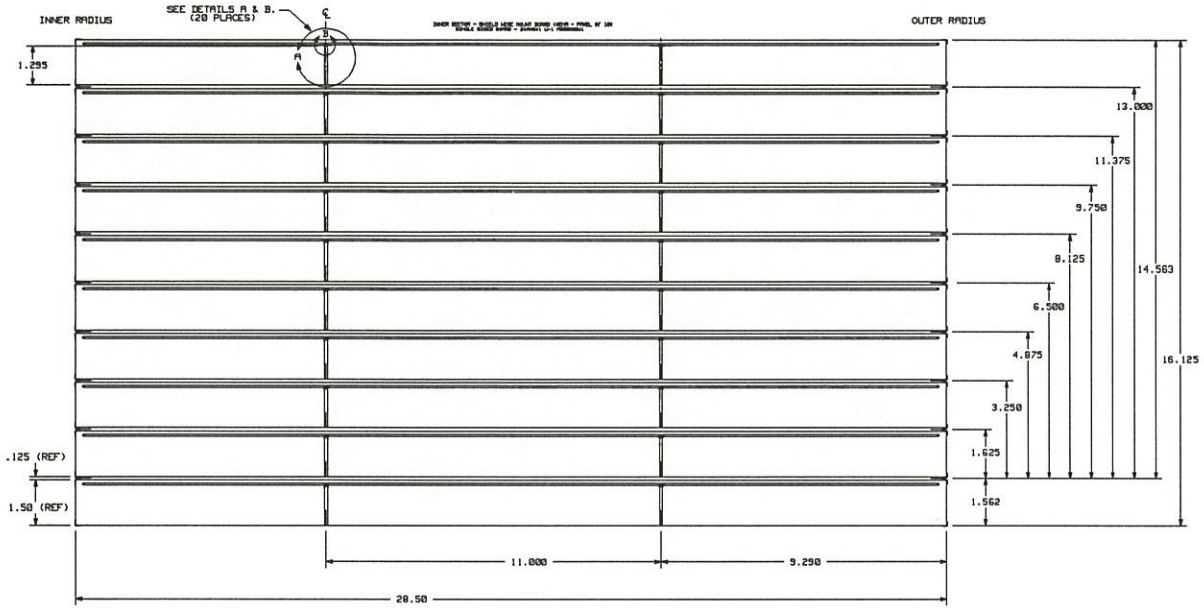 SEE DETAILS A & B.
(20 PLACES)
℄
INNER RADIUS
OUTER RADIUS
B
A
1.295
13.000
11.375
9.750
8.125
14.563
6.500
4.875
16.125
3.250
1.625
.125 (REF)
1.50 (REF)
1.562
11.000
9.290
28.50